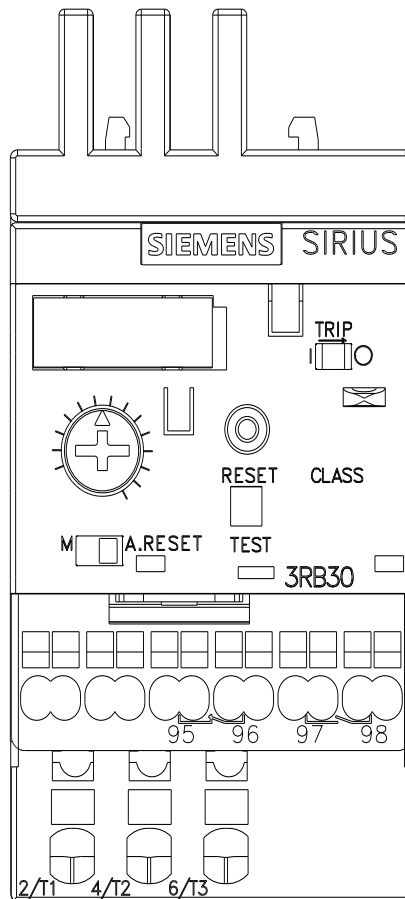 SIEMENS SIRIUS
TRIP
I O
RESET CLASS
M A.RESET TEST
3RB30
95 96 97 98
2/T1 4/T2 6/T3